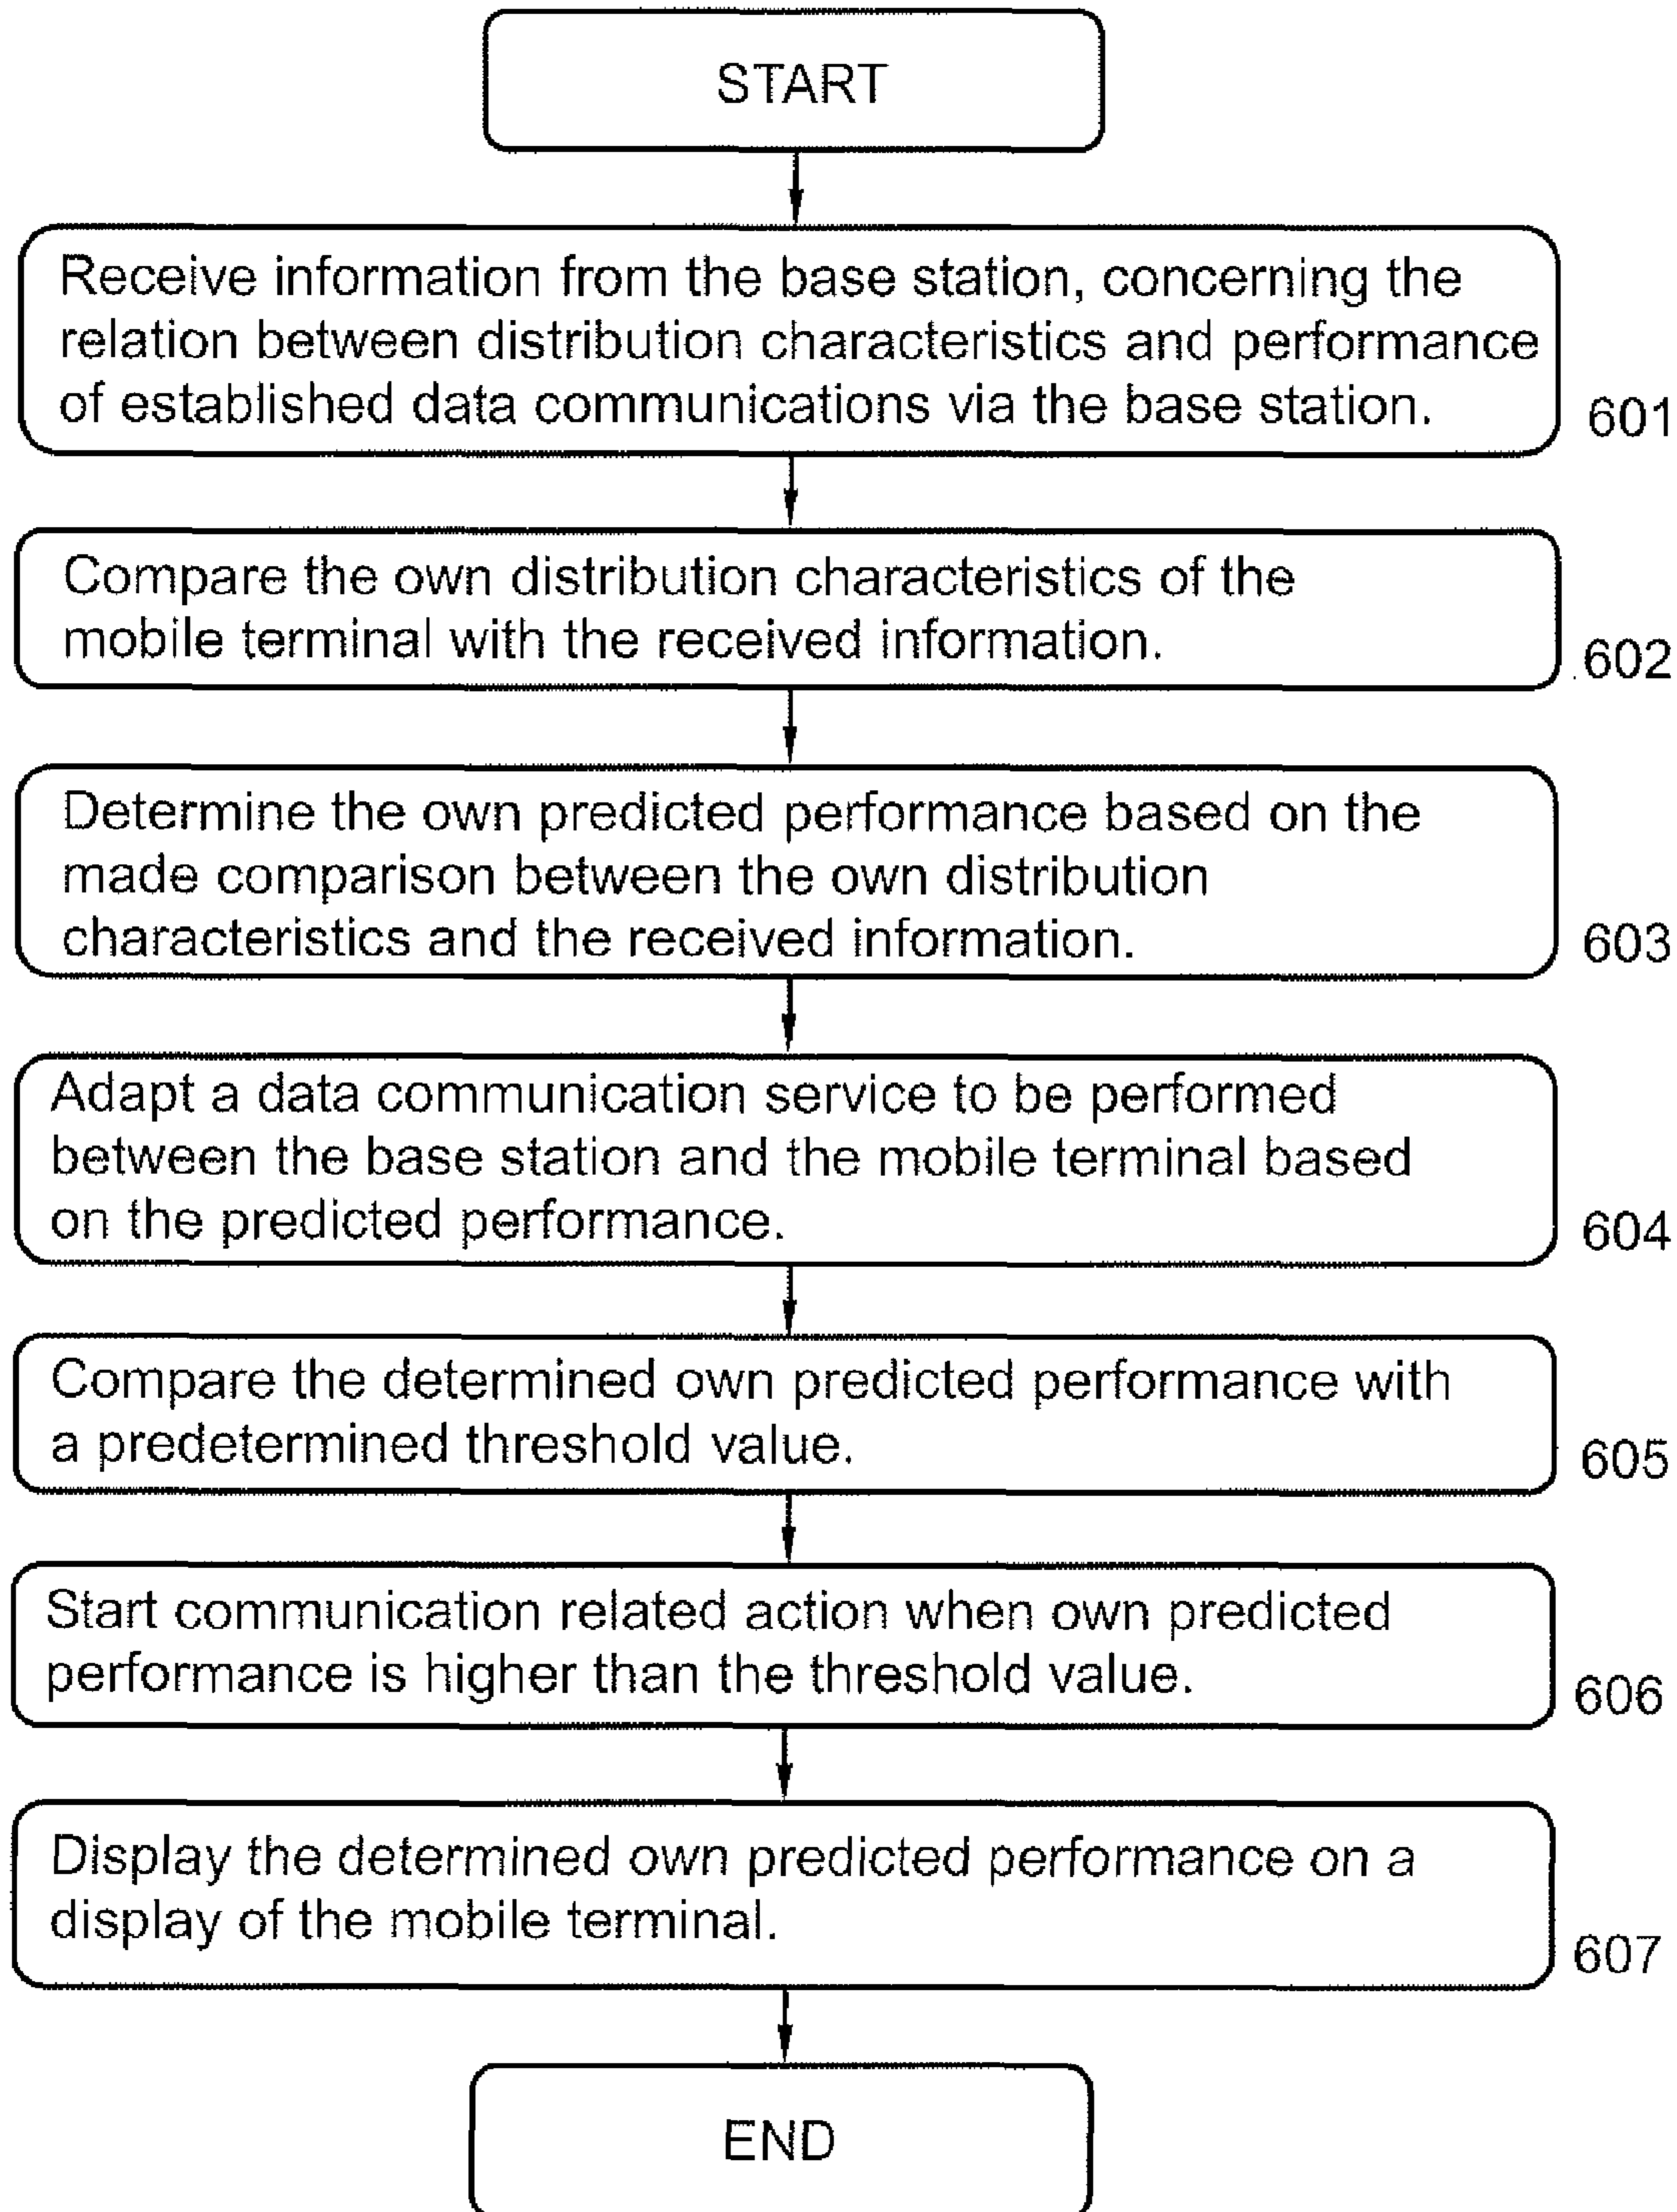 START
Receive information from the base station, concerning the
relation between distribution characteristics and performance
of established data communications via the base station.
601
Compare the own distribution characteristics of the
mobile terminal with the received information.
602
Determine the own predicted performance based on the
made comparison between the own distribution
characteristics and the received information.
603
Adapt a data communication service to be performed
between the base station and the mobile terminal based
on the predicted performance.
604
Compare the determined own predicted performance with
a predetermined threshold value.
605
Start communication related action when own predicted
performance is higher than the threshold value.
606
Display the determined own predicted performance on a
display of the mobile terminal.
607
END